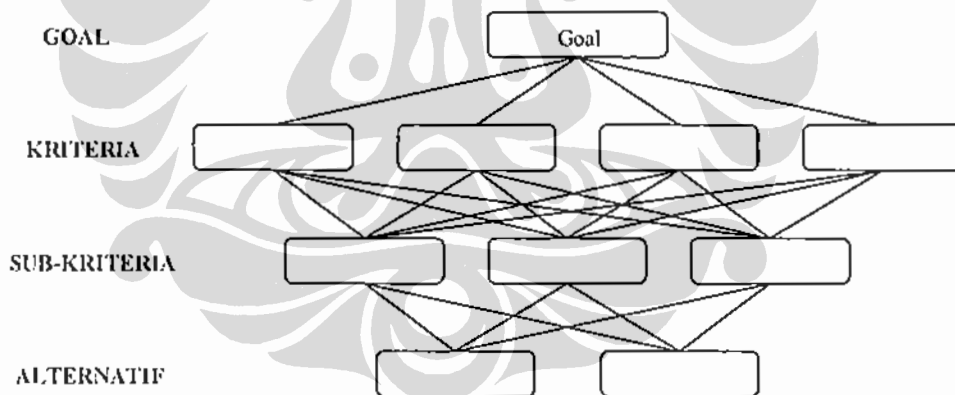 GOAL
Goal
KRITERIA
SUB-KRITERIA
ALTERNATIF